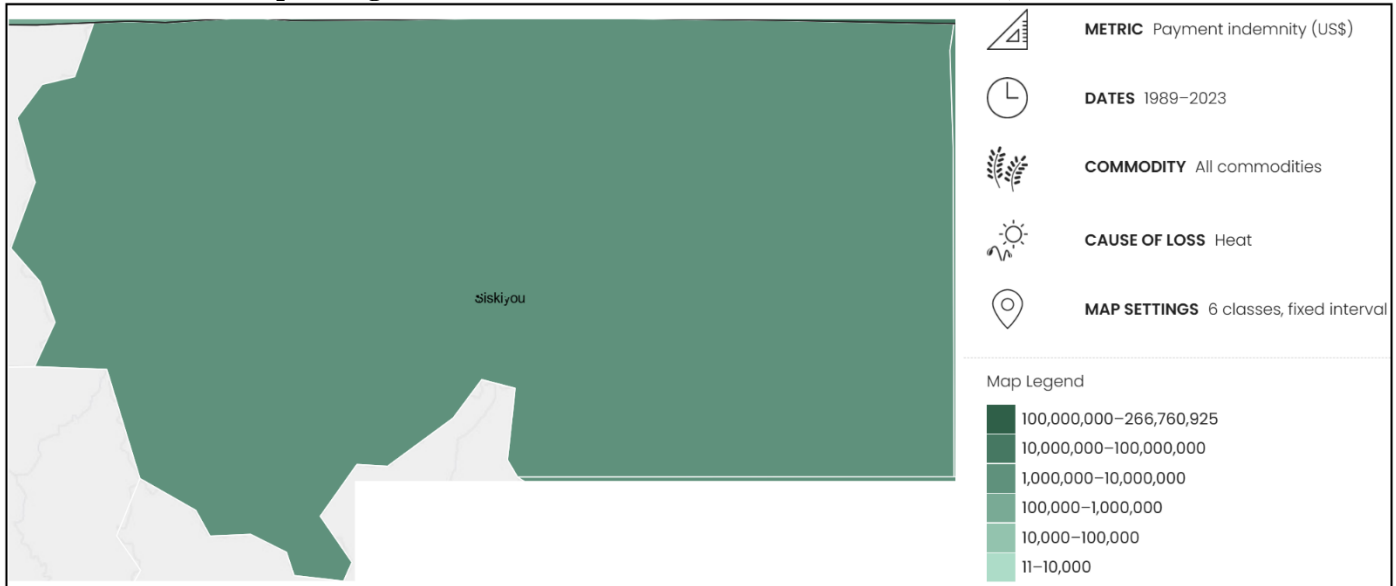 Siskiyou
METRIC Payment indemnity (US$)
DATES 1989–2023
COMMODITY All commodities
CAUSE OF LOSS Heat
MAP SETTINGS 6 classes, fixed interval
Map Legend
100,000,000–266,760,925
10,000,000–100,000,000
1,000,000–10,000,000
100,000–1,000,000
10,000–100,000
11–10,000